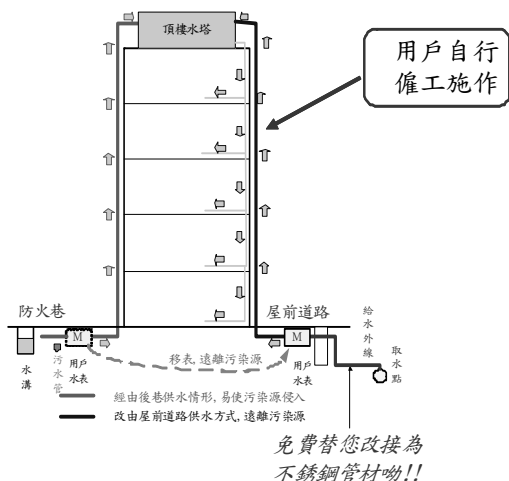 頂樓水塔
用戶自行
僱工施作
防火巷
屋前道路
給水外線
取水點
M
M
水溝
污水管
用戶
水表
移表, 遠離污染源
用戶
水表
經由後巷供水情形, 易使污染源侵入
改由屋前道路供水方式, 遠離污染源
免費替您改接為
不銹鋼管材呦!!